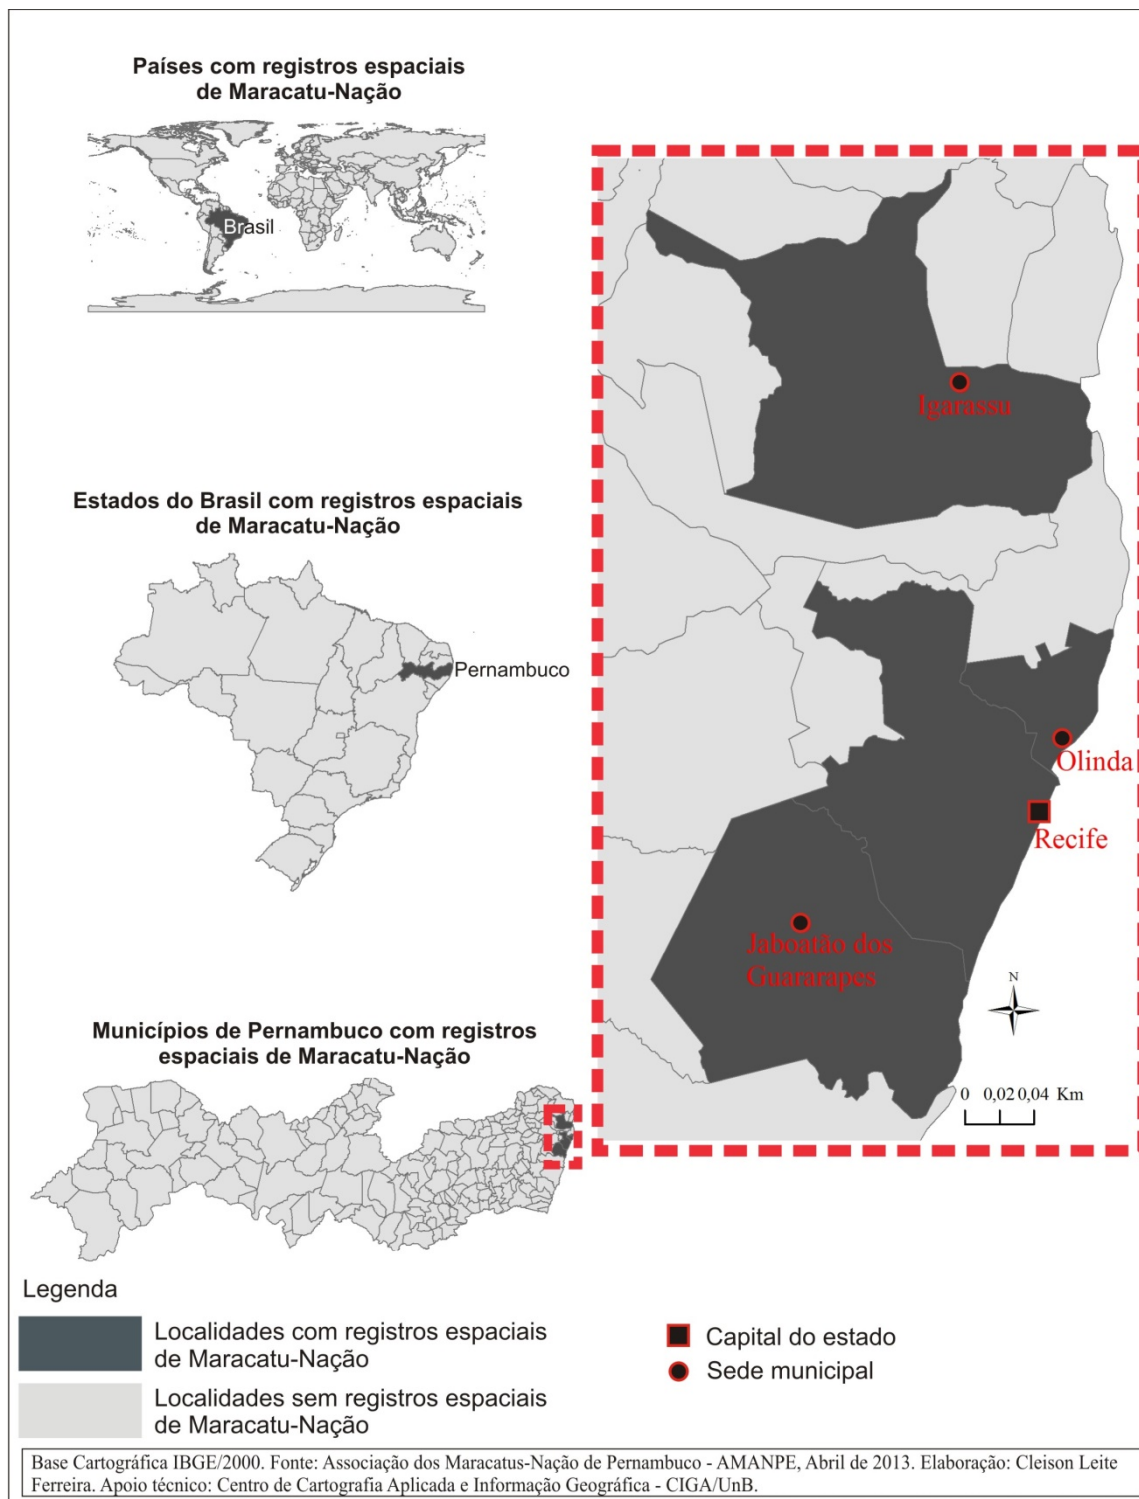 Países com registros espaciais
de Maracatu-Nação
Brasil
Estados do Brasil com registros espaciais
de Maracatu-Nação
Pernambuco
Municípios de Pernambuco com registros
espaciais de Maracatu-Nação
Igarassu
Olinda
Recife
Jaboatão dos
Guararapes
N
0 0,02 0,04 Km
Legenda
Localidades com registros espaciais
de Maracatu-Nação
Localidades sem registros espaciais
de Maracatu-Nação
Capital do estado
Sede municipal
Base Cartográfica IBGE/2000. Fonte: Associação dos Maracatus-Nação de Pernambuco - AMANPE, Abril de 2013. Elaboração: Cleison Leite
Ferreira. Apoio técnico: Centro de Cartografia Aplicada e Informação Geográfica - CIGA/UnB.